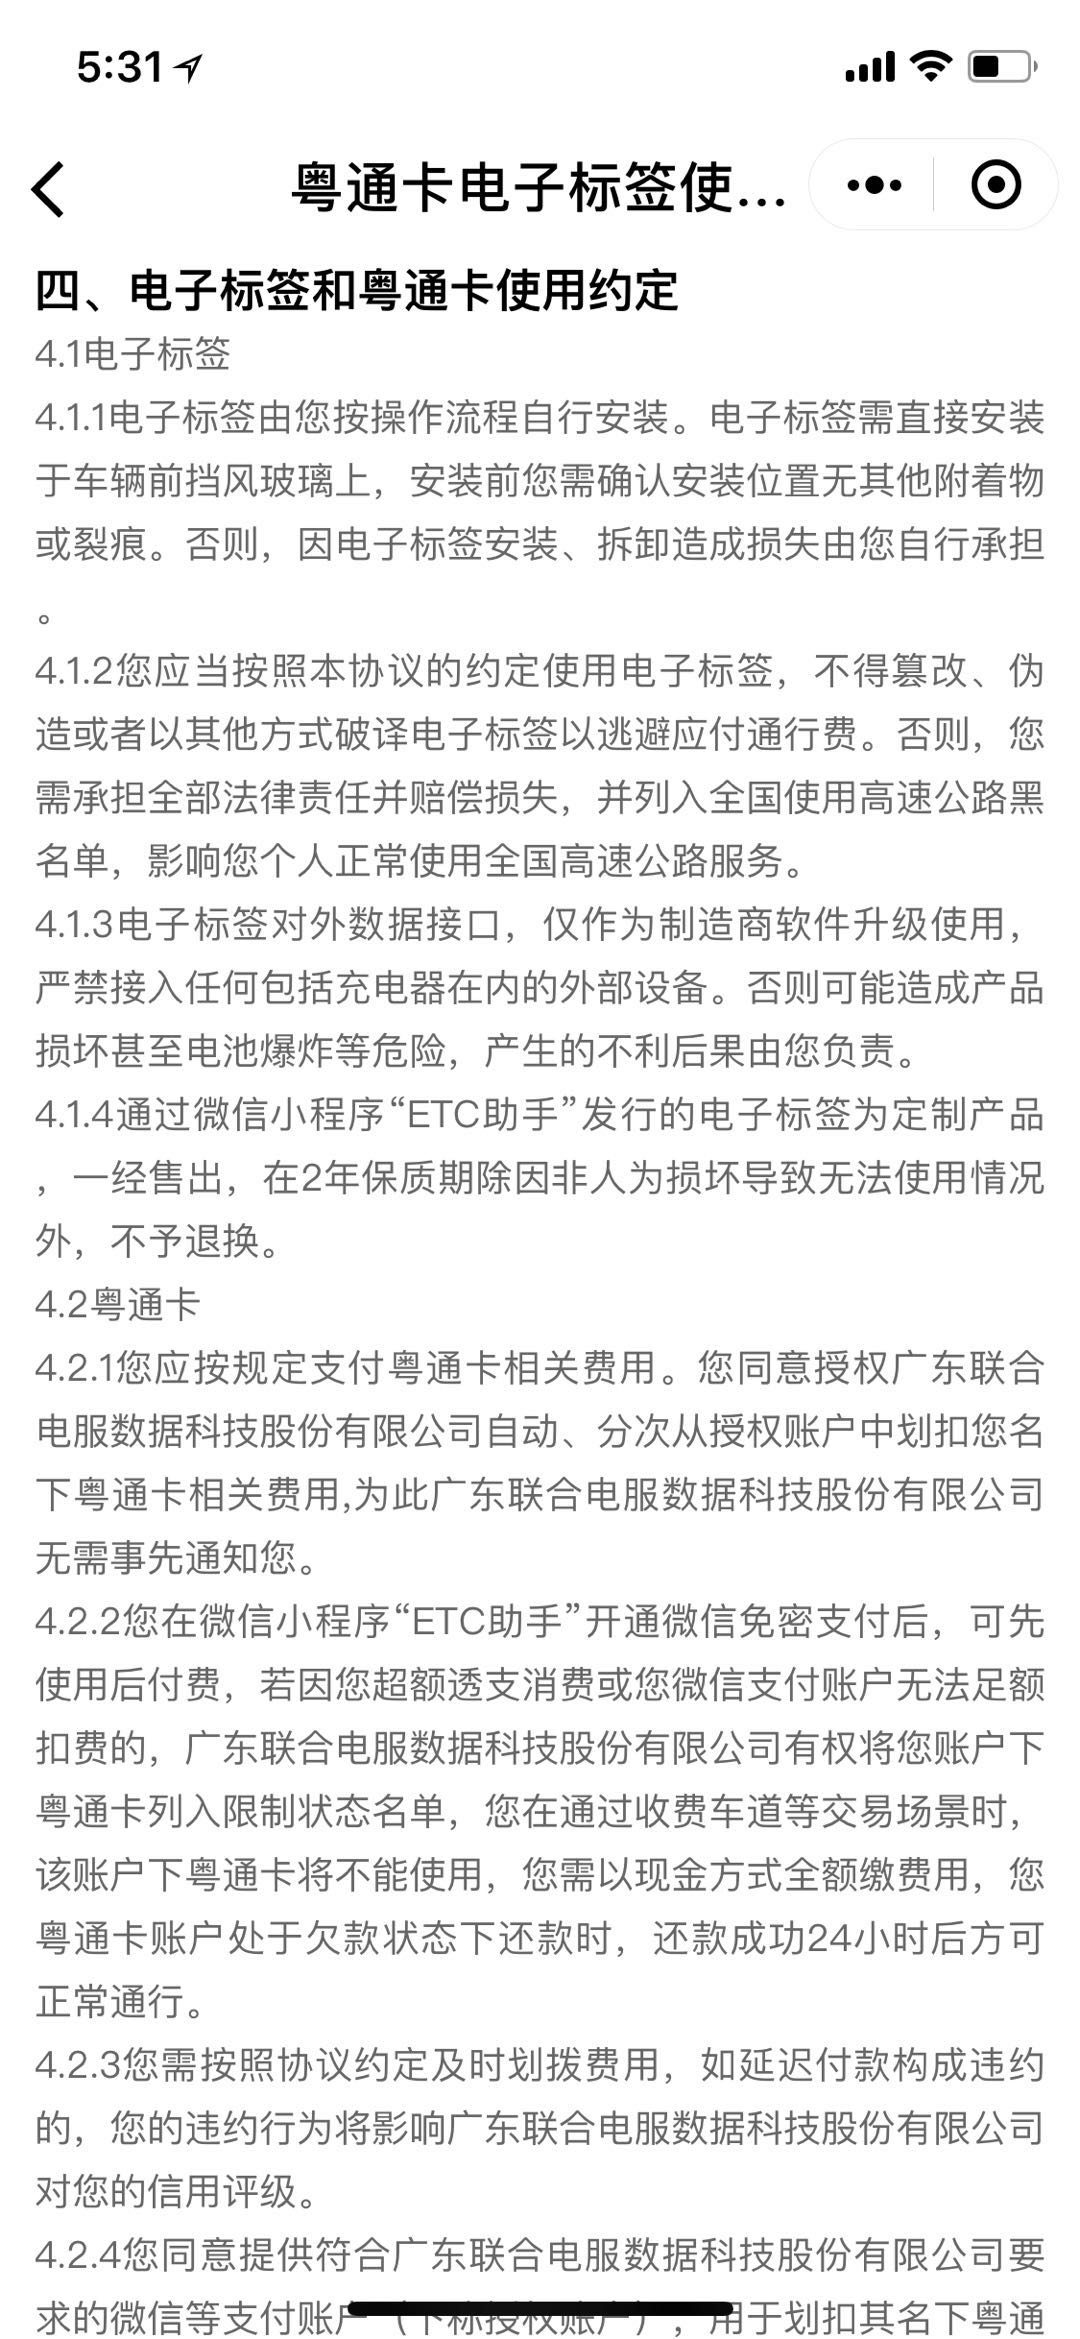 5:31
粤通卡电子标签使...
四、电子标签和粤通卡使用约定
4.1电子标签
4.1.1电子标签由您按操作流程自行安装。电子标签需直接安装
于车辆前挡风玻璃上，安装前您需确认安装位置无其他附着物
或裂痕。否则，因电子标签安装、拆卸造成损失由您自行承担
。
4.1.2您应当按照本协议的约定使用电子标签，不得篡改、伪
造或者以其他方式破译电子标签以逃避应付通行费。否则，您
需承担全部法律责任并赔偿损失，并列入全国使用高速公路黑
名单，影响您个人正常使用全国高速公路服务。
4.1.3电子标签对外数据接口，仅作为制造商软件升级使用，
严禁接入任何包括充电器在内的外部设备。否则可能造成产品
损坏甚至电池爆炸等危险，产生的不利后果由您负责。
4.1.4通过微信小程序“ETC助手”发行的电子标签为定制产品
，一经售出，在2年保质期除因非人为损坏导致无法使用情况
外，不予退换。
4.2粤通卡
4.2.1您应按规定支付粤通卡相关费用。您同意授权广东联合
电服数据科技股份有限公司自动、分次从授权账户中划扣您名
下粤通卡相关费用,为此广东联合电服数据科技股份有限公司
无需事先通知您。
4.2.2您在微信小程序“ETC助手”开通微信免密支付后，可先
使用后付费，若因您超额透支消费或您微信支付账户无法足额
扣费的，广东联合电服数据科技股份有限公司有权将您账户下
粤通卡列入限制状态名单，您在通过收费车道等交易场景时，
该账户下粤通卡将不能使用，您需以现金方式全额缴费用，您
粤通卡账户处于欠款状态下还款时，还款成功24小时后方可
正常通行。
4.2.3您需按照协议约定及时划拨费用，如延迟付款构成违约
的，您的违约行为将影响广东联合电服数据科技股份有限公司
对您的信用评级。
4.2.4您同意提供符合广东联合电服数据科技股份有限公司要
求的微信等支付账户（下称授权账户），用于划扣其名下粤通